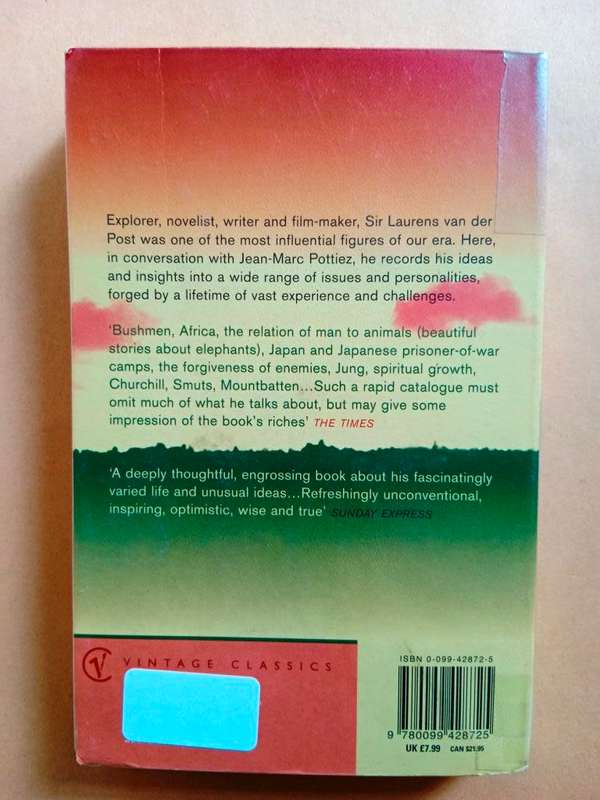 Explorer, novelist, writer and film-maker, Sir Laurens van der
Post was one of the most influential figures of our era. Here,
in conversation with Jean-Marc Pottiez, he records his ideas
and insights into a wide range of issues and personalities,
forged by a lifetime of vast experience and challenges.
'Bushmen, Africa, the relation of man to animals (beautiful
stories about elephants), Japan and Japanese prisoner-of-war
camps, the forgiveness of enemies, Jung, spiritual growth,
Churchill, Smuts, Mountbatten...Such a rapid catalogue must
omit much of what he talks about, but may give some
impression of the book's riches' THE TIMES
'A deeply thoughtful, engrossing book about his fascinatingly
varied life and unusual ideas...Refreshingly unconventional,
inspiring, optimistic, wise and true' SUNDAY EXPRESS
VINTAGE CLASSICS
ISBN 0-099-42872-5
9 780099 428725
UK £7.99 CAN $21.95